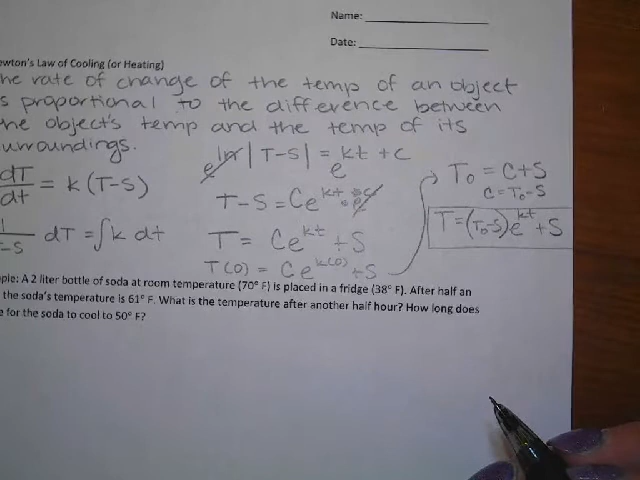 Name:
Date:
ewton's Law of Cooling (or Heating)
he rate of change of the temp of an object
s proportional to the difference between
he object's temp and the temp of its
urroundings.
dT/dt = k(T-S)
-S dT = ∫k dt
e^ln|T-S| = e^kt+c
T-S = Ce^kt
T = Ce^kt + S
T(0) = Ce^k(0) + S
T₀ = C+S
C = T₀-S
T = (T₀-S)e^kt + S
ple: A 2 liter bottle of soda at room temperature (70° F) is placed in a fridge (38° F). After half an
the soda's temperature is 61° F. What is the temperature after another half hour? How long does
e for the soda to cool to 50° F?